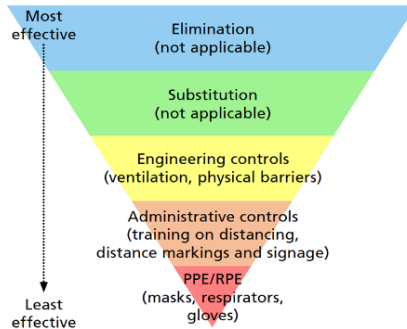 Most
effective
Elimination
(not applicable)
Substitution
(not applicable)
Engineering controls
(ventilation, physical barriers)
Administrative controls
(training on distancing,
distance markings and signage)
PPE/RPE
(masks, respirators,
gloves)
Least
effective